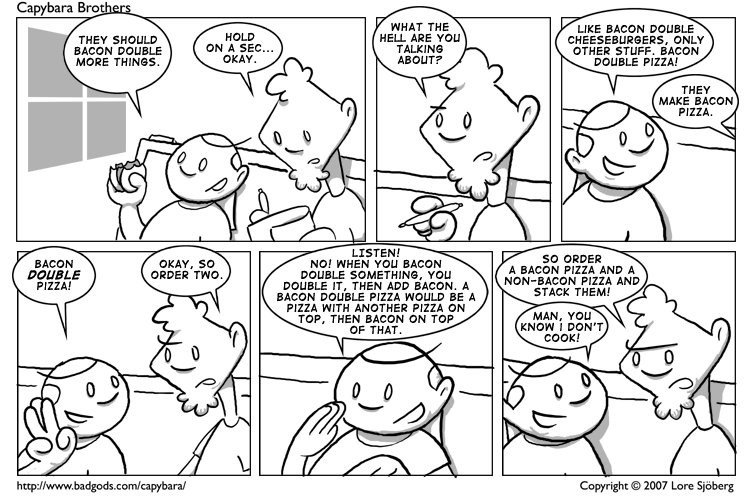 Capybara Brothers
THEY SHOULD
BACON DOUBLE
MORE THINGS.
HOLD
ON A SEC...
OKAY.
WHAT THE
HELL ARE YOU
TALKING
ABOUT?
LIKE BACON DOUBLE
CHEESEBURGERS, ONLY
OTHER STUFF. BACON
DOUBLE PIZZA!
THEY
MAKE BACON
PIZZA.
BACON
DOUBLE
PIZZA!
OKAY, SO
ORDER TWO.
LISTEN!
NO! WHEN YOU BACON
DOUBLE SOMETHING, YOU
DOUBLE IT, THEN ADD BACON. A
BACON DOUBLE PIZZA WOULD BE A
PIZZA WITH ANOTHER PIZZA ON
TOP, THEN BACON ON TOP
OF THAT.
SO ORDER
A BACON PIZZA AND A
NON-BACON PIZZA AND
STACK THEM!
MAN, YOU
KNOW I DON'T
COOK!
http://www.badgods.com/capybara/
Copyright © 2007 Lore Sjöberg